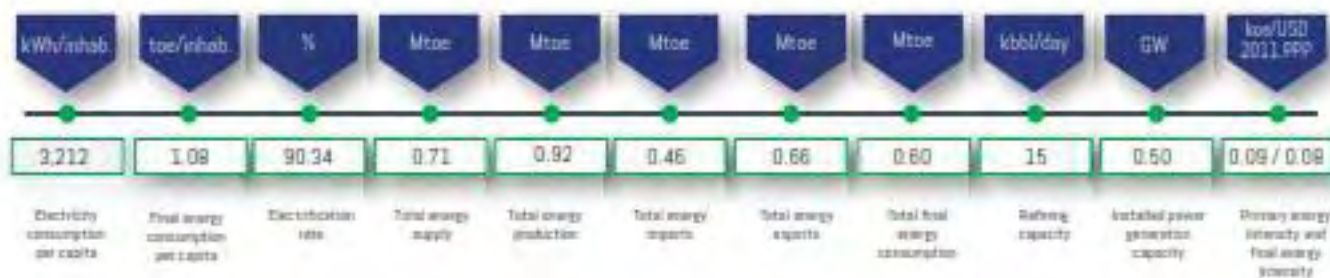 kWh/inhab.
toe/inhab.
%
Mtoe
Mtoe
Mtoe
Mtoe
Mtoe
kbbl/day
GW
koe/USD
2011.PPP
3,212
1.08
90.34
0.71
0.92
0.46
0.66
0.60
15
0.50
0.09 / 0.08
Electricity
consumption
per capita
Final energy
consumption
per capita
Electrification
rate
Total energy
supply
Total energy
production
Total energy
imports
Total energy
exports
Total final
energy
consumption
Refining
capacity
Installed power
generation
capacity
Primary energy
intensity and
final energy
intensity